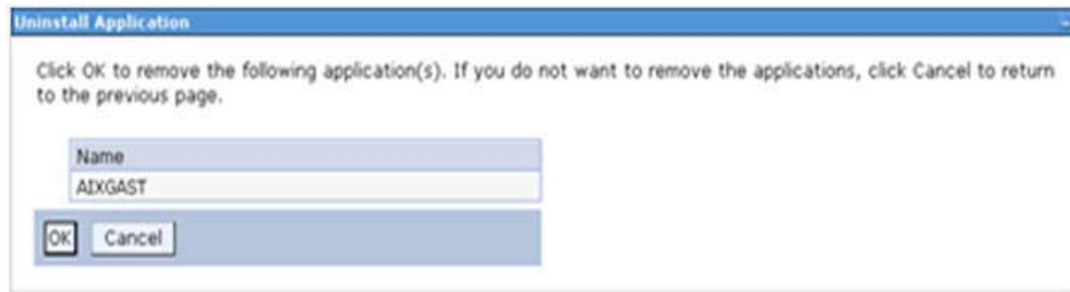 Uninstall Application
Click OK to remove the following application(s). If you do not want to remove the applications, click Cancel to return
to the previous page.
Name
AIXGAST
OK Cancel